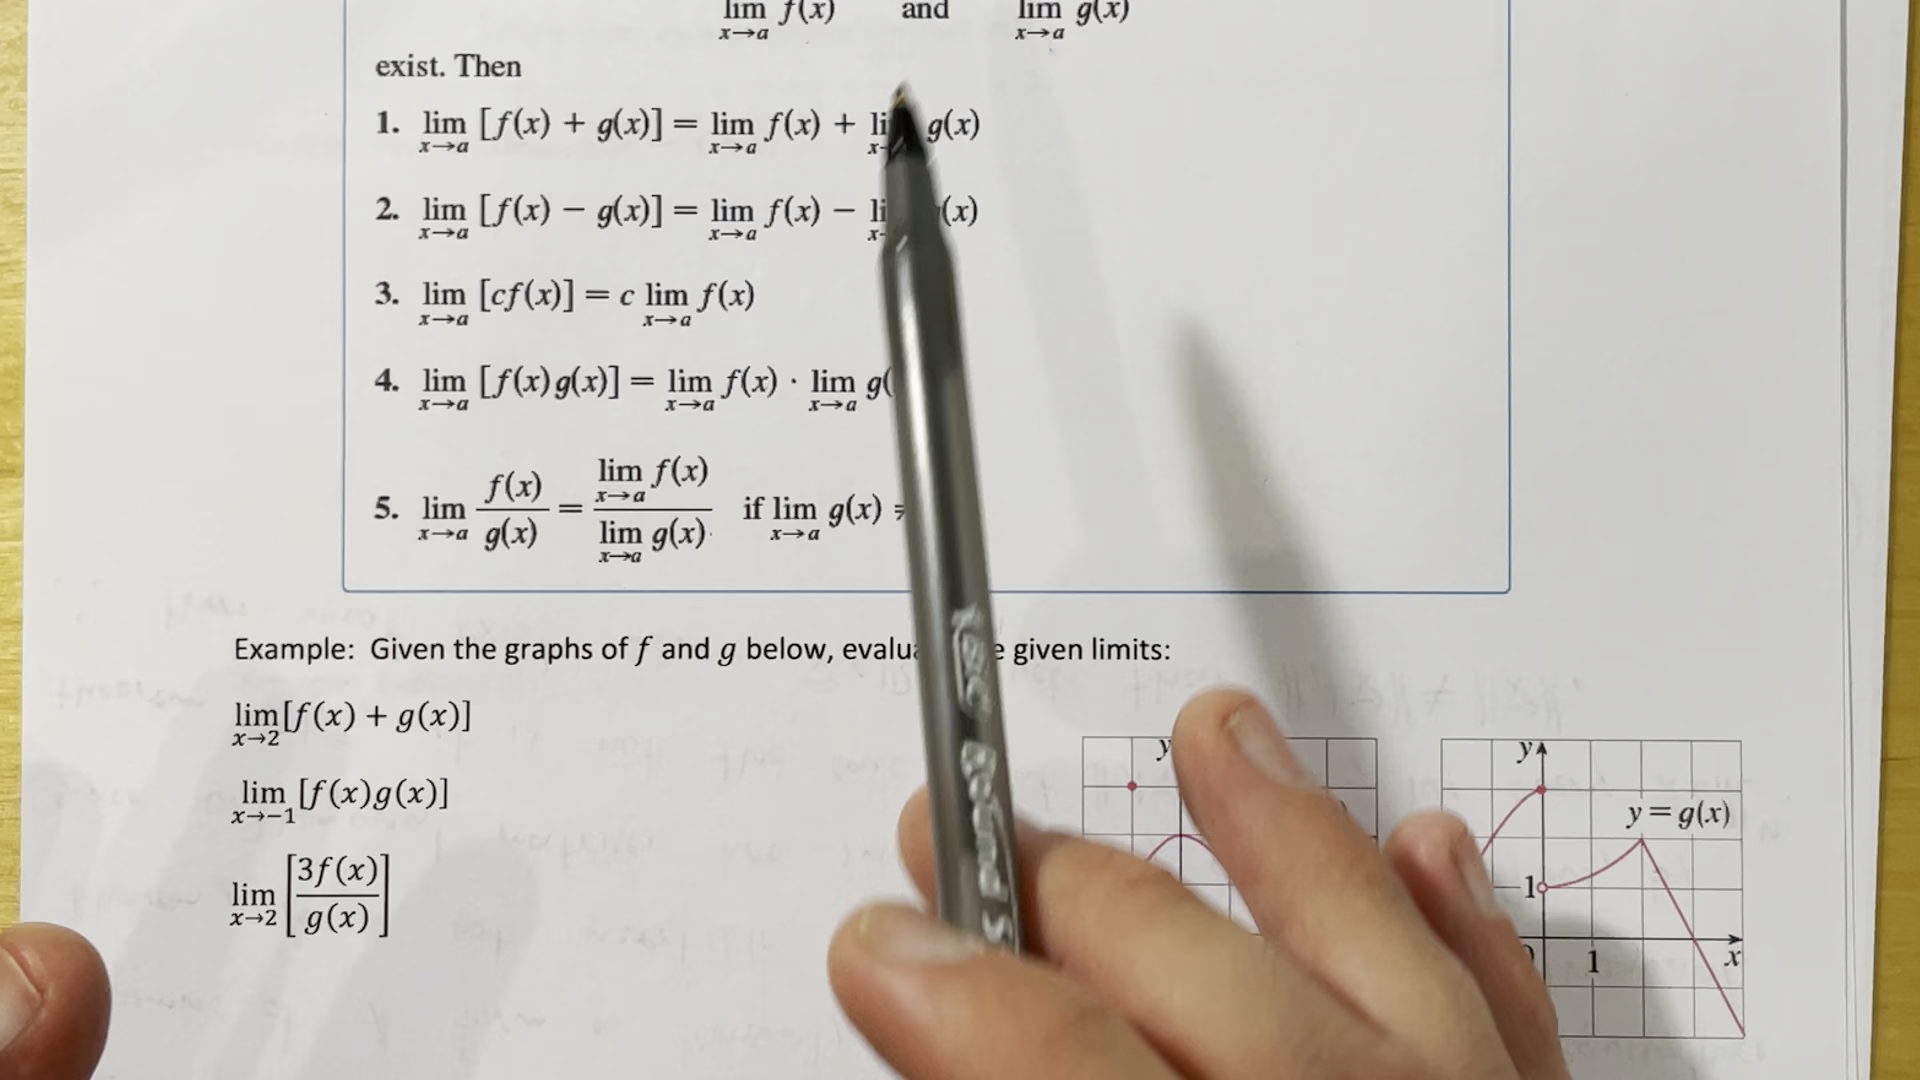 lim f(x) and lim g(x)
x→a x→a
exist. Then
1. lim [f(x) + g(x)] = lim f(x) + li g(x)
x→a x→a x-
2. lim [f(x) − g(x)] = lim f(x) − li (x)
x→a x→a x-
3. lim [cf(x)] = c lim f(x)
x→a x→a
4. lim [f(x)g(x)] = lim f(x) · lim g(
x→a x→a x→a
5. lim f(x)/g(x) = lim f(x)/lim g(x) if lim g(x)
x→a x→a x→a x→a
Example: Given the graphs of f and g below, given limits:
lim[f(x) + g(x)]
x→2
lim [f(x)g(x)]
x→−1
lim [3f(x)/g(x)]
x→2
y
y
y = g(x)
1
1
x